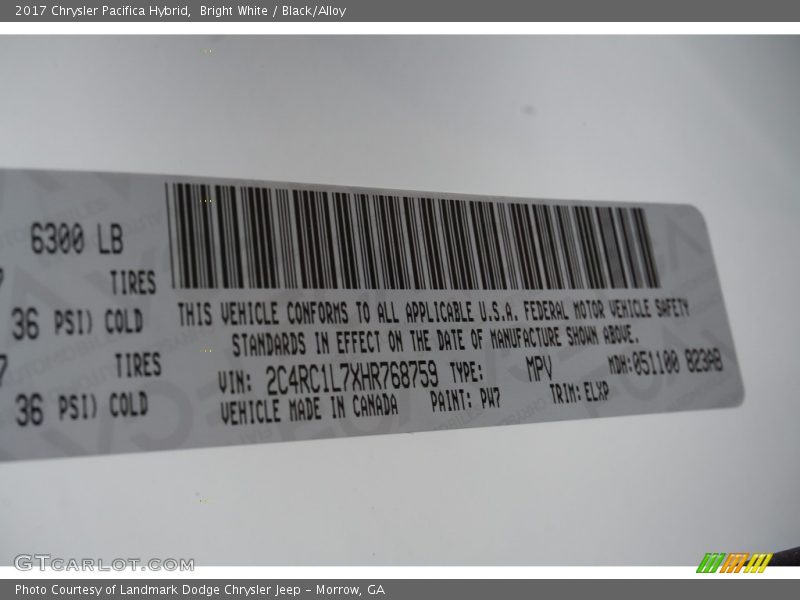 2017 Chrysler Pacifica Hybrid, Bright White / Black/Alloy
6300 LB
TIRES
36 PSI) COLD
TIRES
36 PSI) COLD
THIS VEHICLE CONFORMS TO ALL APPLICABLE U.S.A. FEDERAL MOTOR VEHICLE SAFETY
STANDARDS IN EFFECT ON THE DATE OF MANUFACTURE SHOWN ABOVE.
VIN: 2C4RC1L7XHR768759 TYPE: MPV MDH: 051100 823AB
VEHICLE MADE IN CANADA PAINT: PW7 TRIM: ELXP
GTCARLOT.COM
Photo Courtesy of Landmark Dodge Chrysler Jeep – Morrow, GA